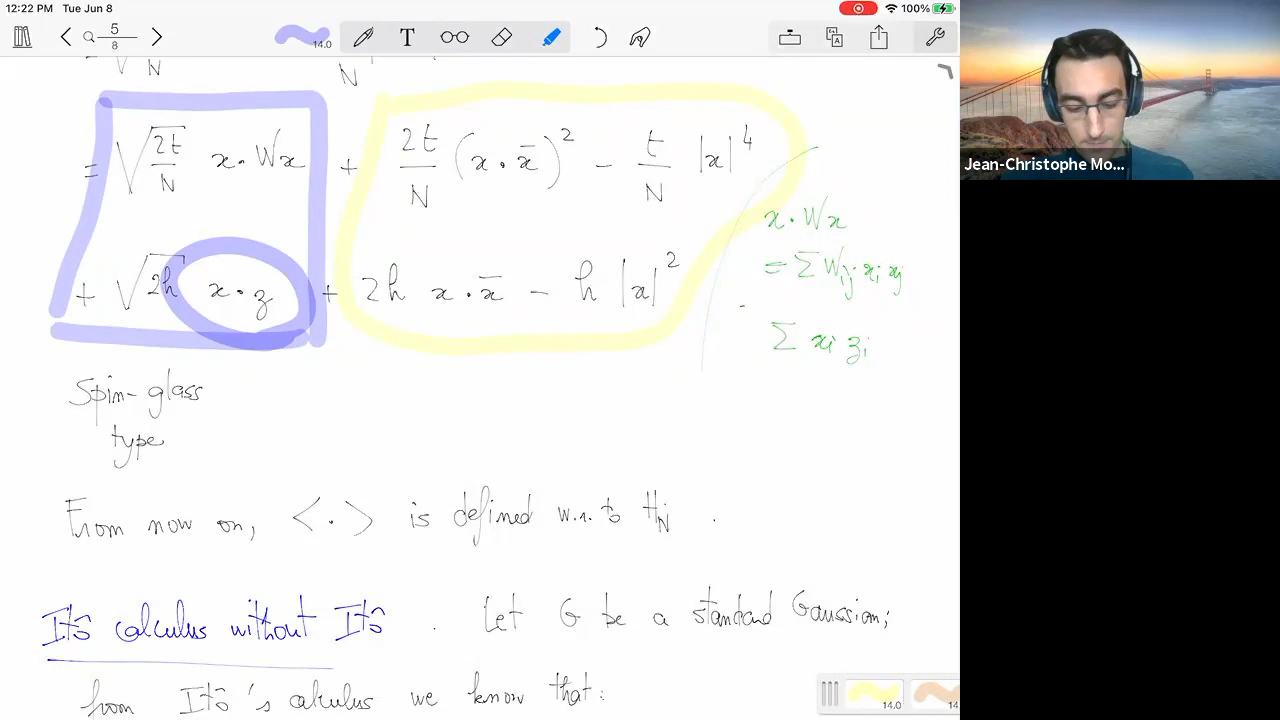 12:22 PM Tue Jun 8
100%
5
8
T
14.0
N
N
= √(2t/N) x·Wx + 2t/N (x·x̄)² − t/N |x|⁴
+ √2h x·z + 2h x·x̄ − h |x|²
x·Wx
= Σ Wij xi xj
Σ xi zi
Spin-glass
type
From now on, <·> is defined w.r. to HN.
Itô calculus without Itô. Let G be a standard Gaussian;
from Itô's calculus we know that:
14.0
14.0
Jean-Christophe Mo...